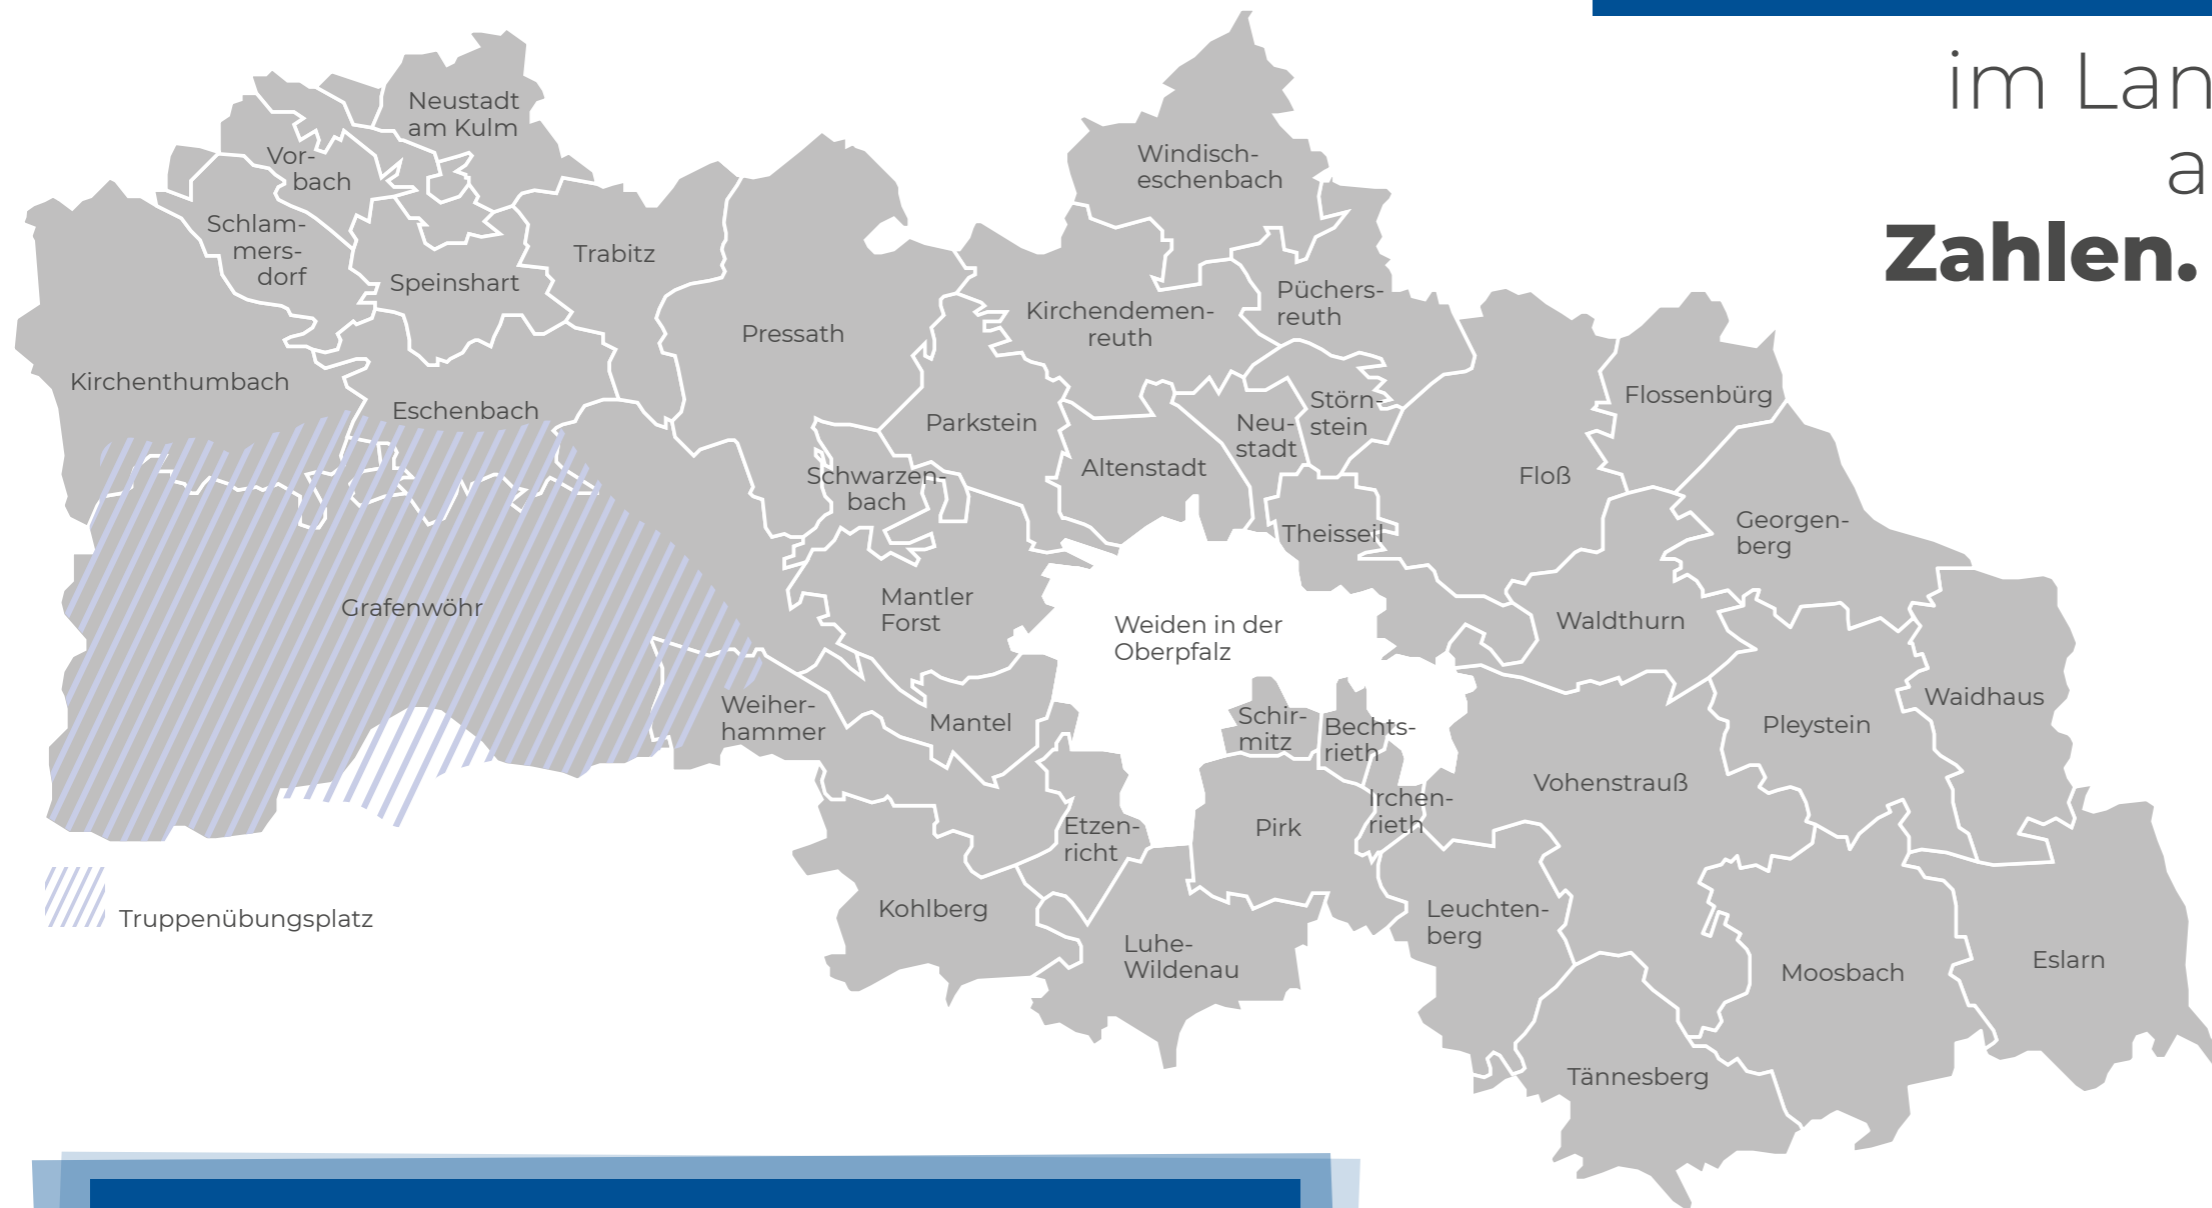 im Lan
a
Zahlen.
Neustadt
am Kulm
Vor-
bach
Schlam-
mers-
dorf
Speinshart
Trabitz
Pressath
Kirchenthumbach
Eschenbach
Windisch-
eschenbach
Kirchendemen-
reuth
Püchers-
reuth
Parkstein
Störn-
stein
Neu-
stadt
Altenstadt
Flossenbürg
Floß
Schwarzen-
bach
Theisseil
Georgen-
berg
Grafenwöhr
Mantler
Forst
Weiden in der
Oberpfalz
Waldthurn
Weiher-
hammer
Mantel
Schir-
mitz
Bechts-
rieth
Pleystein
Waidhaus
Vohenstrauß
Irchen-
rieth
Etzen-
richt
Pirk
Kohlberg
Luhe-
Wildenau
Leuchten-
berg
Moosbach
Eslarn
Tännesberg
Truppenübungsplatz